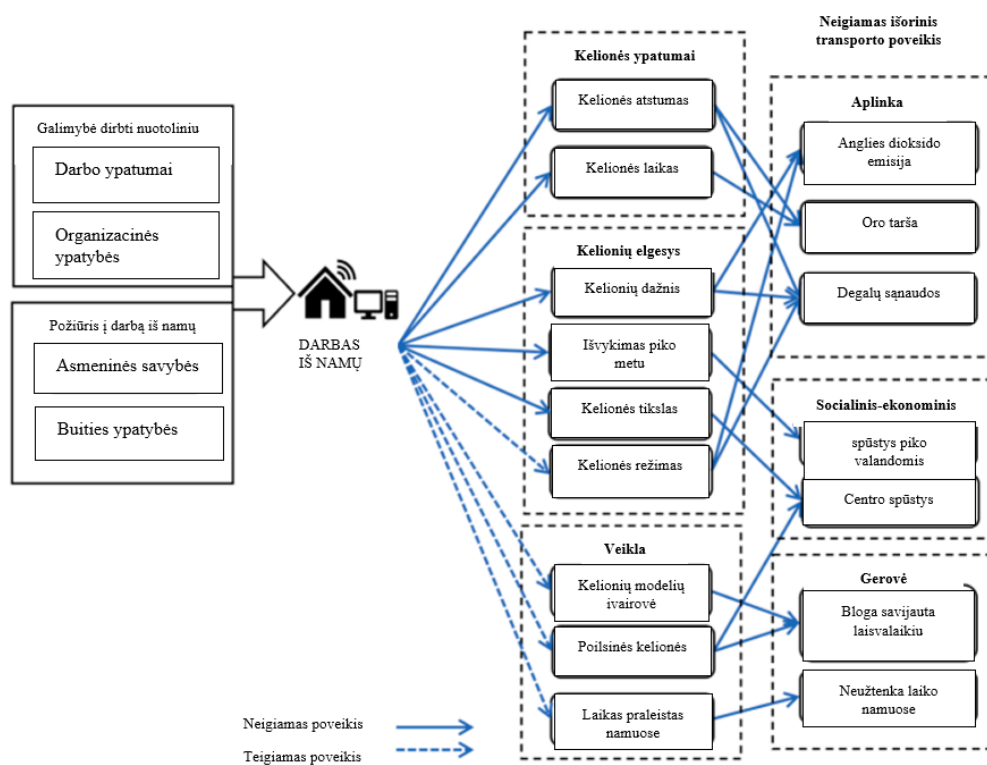 Galimybė dirbti nuotoliniu
Darbo ypatumai
Organizacinės
ypatybės
Požiūris į darbą iš namų
Asmeninės savybės
Buities ypatybės
DARBAS
IŠ NAMŲ
Kelionės ypatumai
Kelionės atstumas
Kelionės laikas
Kelionių elgesys
Kelionių dažnis
Išvykimas piko
metu
Kelionės tikslas
Kelionės režimas
Veikla
Kelionių modelių
ivairovė
Poilsinės kelionės
Laikas praleistas
namuose
Neigiamas išorinis
transporto poveikis
Aplinka
Anglies dioksido
emisija
Oro tarša
Degalų sąnaudos
Socialinis-ekonominis
spūstys piko
valandomis
Centro spūstys
Gerovė
Bloga savijauta
laisvalaikiu
Neužtenka laiko
namuose
Neigiamas poveikis
Teigiamas poveikis